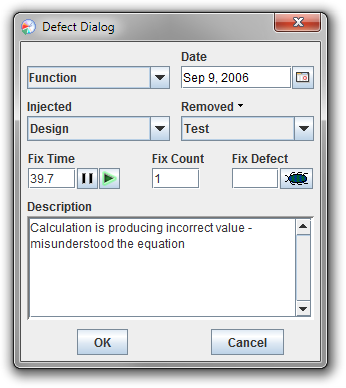 Defect Dialog
Date
Function
Sep 9, 2006
Injected
Removed
Design
Test
Fix Time
Fix Count
Fix Defect
39.7
1
Description
Calculation is producing incorrect value -
misunderstood the equation
OK
Cancel